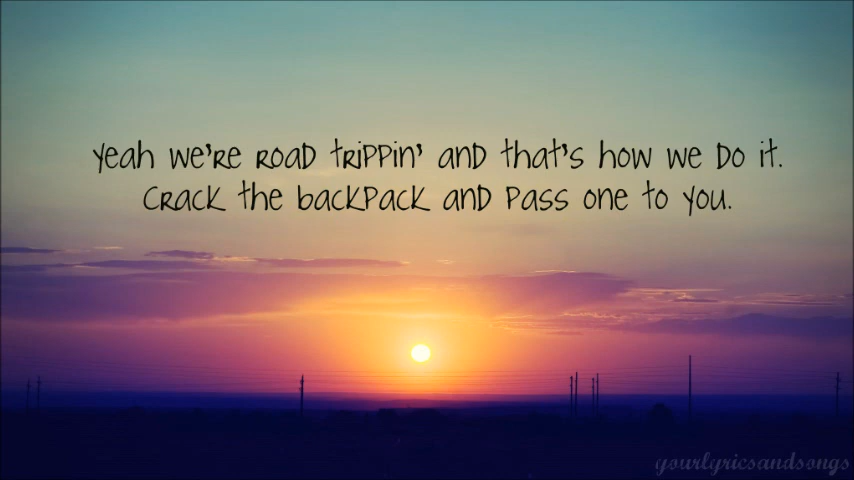 Yeah we're road trippin' and that's how we do it.
Crack the backpack and pass one to you.
yourlyricsandsongs